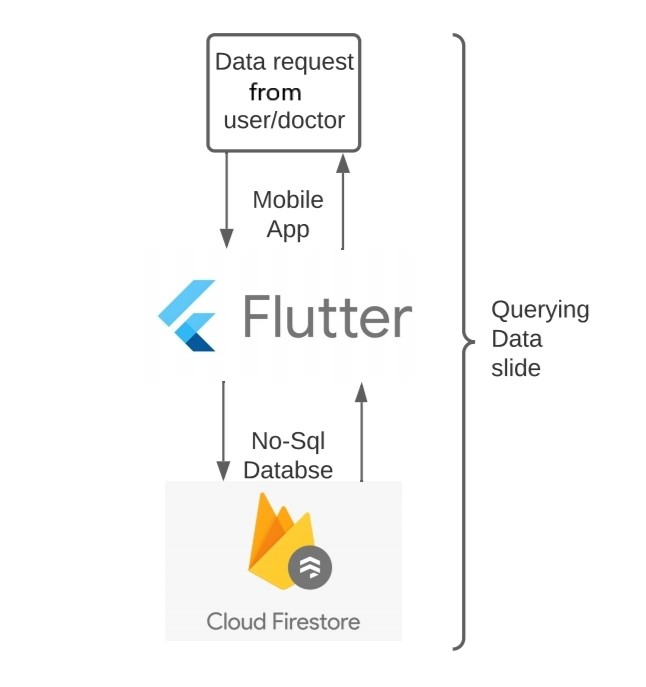 Data request
from
user/doctor
Mobile
App
Flutter
Querying
Data
slide
No-Sql
Databse
Cloud Firestore